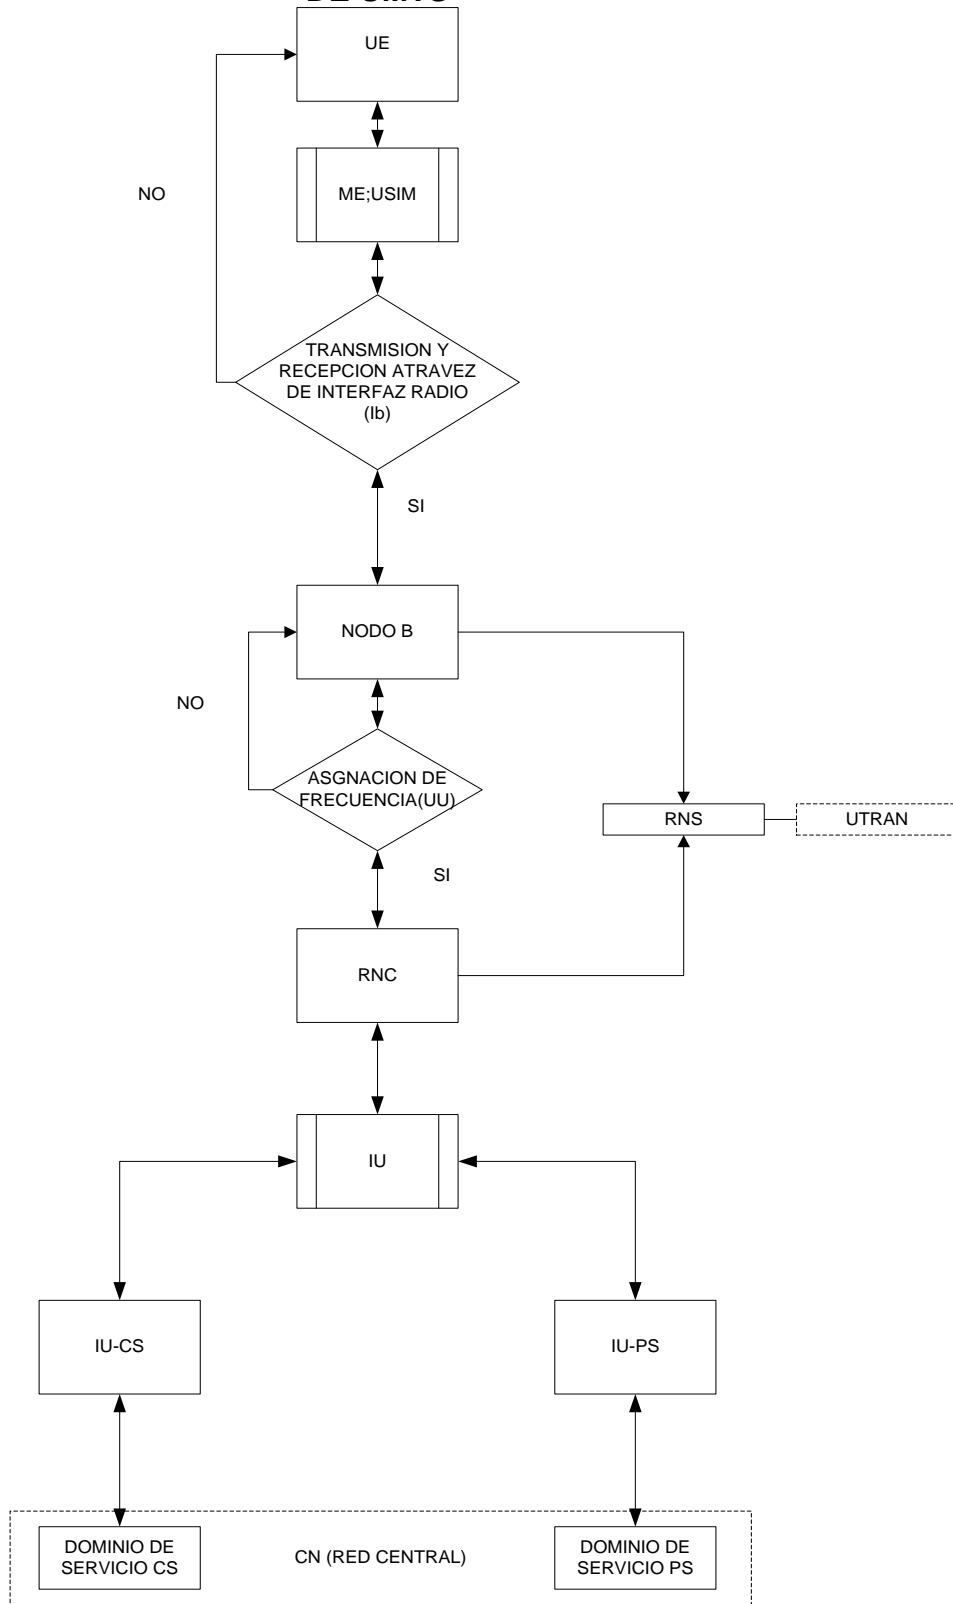 UE
NO
ME;USIM
TRANSMISION Y
RECEPCION ATRAVEZ
DE INTERFAZ RADIO
(Ib)
SI
NODO B
NO
ASGNACION DE
FRECUENCIA(UU)
RNS
UTRAN
SI
RNC
IU
IU-CS
IU-PS
DOMINIO DE
SERVICIO CS
CN (RED CENTRAL)
DOMINIO DE
SERVICIO PS